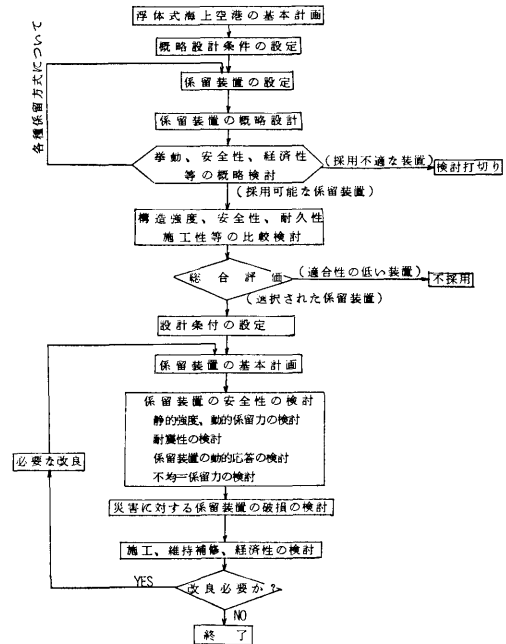 浮体式海上空港の基本計画
概略設計条件の設定
各種係留方式について
係留装置の設定
係留装置の概略設計
挙動、安全性、経済性
等の概略検討
(採用不適な装置)
検討打切り
(採用可能な係留装置)
構造強度、安全性、耐久性
施工性等の比較検討
総合評価
(適合性の低い装置)
不採用
(選択された係留装置)
設計条付の設定
係留装置の基本計画
係留装置の安全性の検討
静的強度、動的係留力の検討
耐震性の検討
係留装置の動的応答の検討
不均一係留力の検討
必要な改良
災害に対する係留装置の破損の検討
施工、維持補修、経済性の検討
YES
改良必要か?
NO
終了